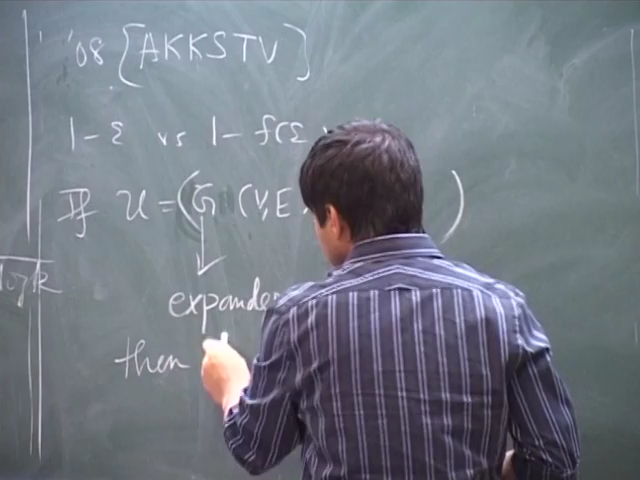 '08 [AKKSTV]
1-ε vs 1-f(ε
If U = (G (V,E )
expander
then